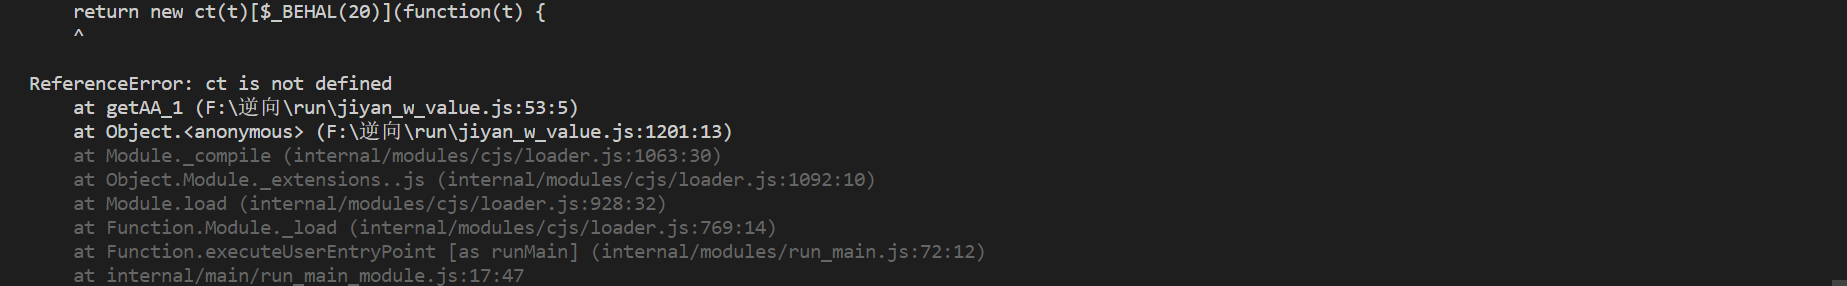 return new ct(t)[$_BEHAL(20)](function(t) {
^
ReferenceError: ct is not defined
at getAA_1 (F:\逆向\run\jiyan_w_value.js:53:5)
at Object.<anonymous> (F:\逆向\run\jiyan_w_value.js:1201:13)
at Module._compile (internal/modules/cjs/loader.js:1063:30)
at Object.Module._extensions..js (internal/modules/cjs/loader.js:1092:10)
at Module.load (internal/modules/cjs/loader.js:928:32)
at Function.Module._load (internal/modules/cjs/loader.js:769:14)
at Function.executeUserEntryPoint [as runMain] (internal/modules/run_main.js:72:12)
at internal/main/run_main_module.js:17:47